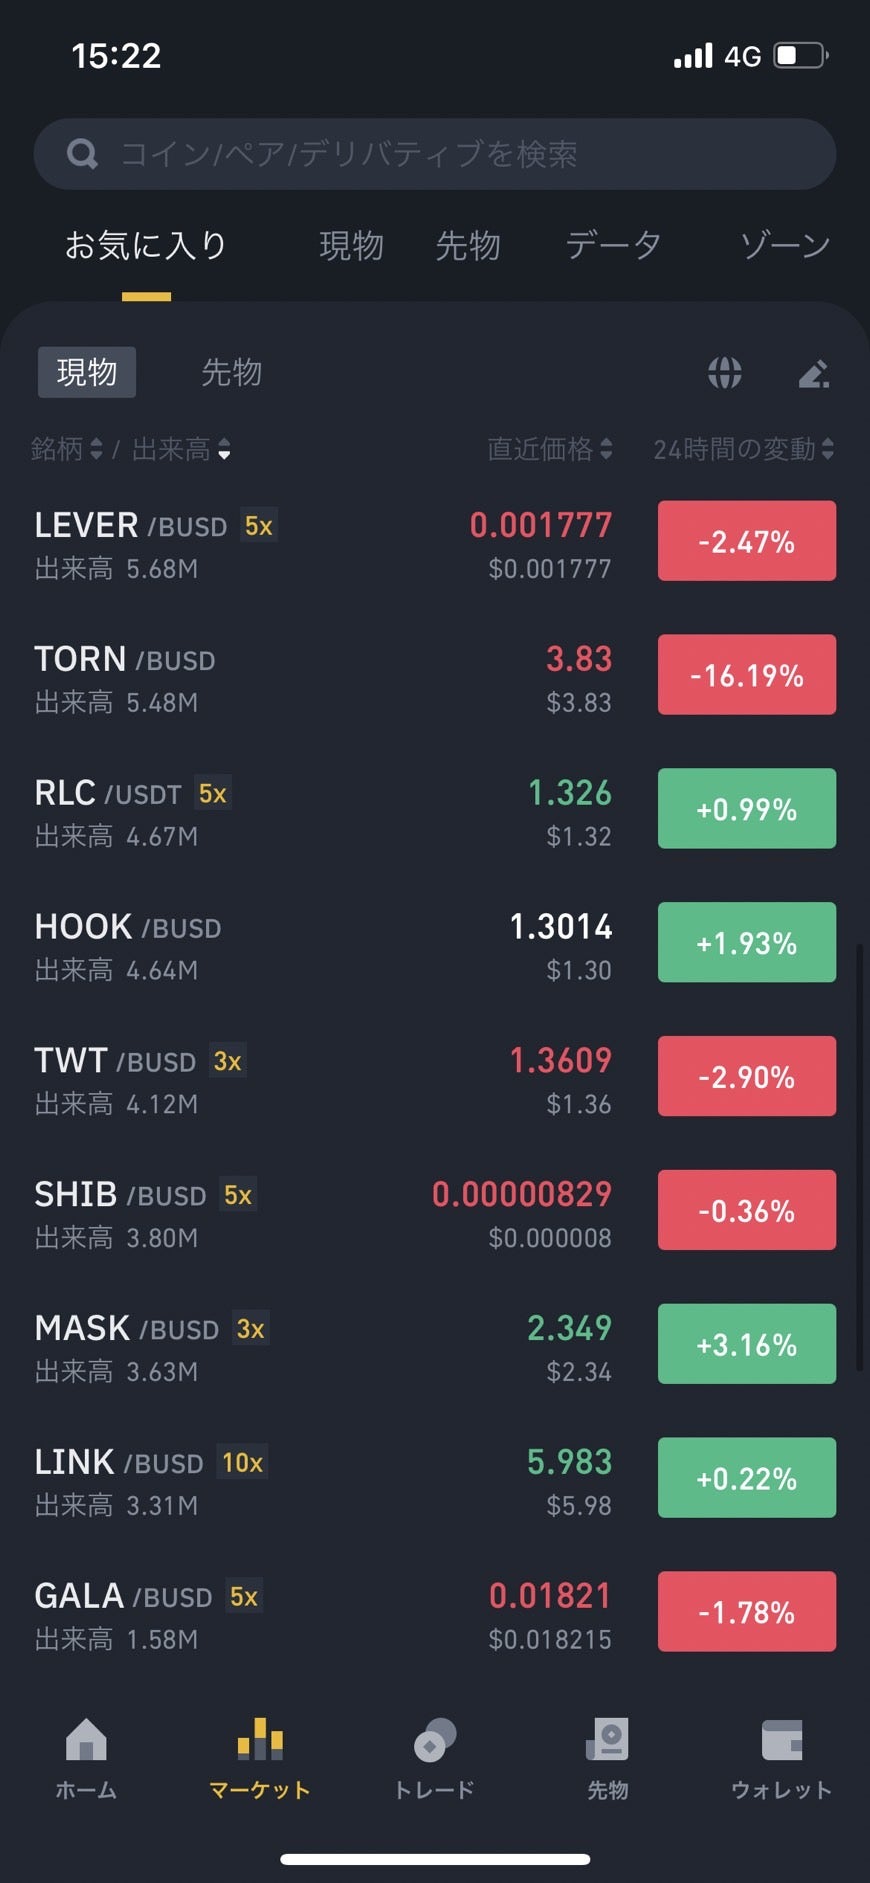 15:22 4G
コイン/ペア/デリバティブを検索
お気に入り 現物 先物 データ ゾーン
現物 先物
銘柄 / 出来高 直近価格 24時間の変動
LEVER /BUSD 5x 0.001777 -2.47%
出来高 5.68M $0.001777
TORN /BUSD 3.83 -16.19%
出来高 5.48M $3.83
RLC /USDT 5x 1.326 +0.99%
出来高 4.67M $1.32
HOOK /BUSD 1.3014 +1.93%
出来高 4.64M $1.30
TWT /BUSD 3x 1.3609 -2.90%
出来高 4.12M $1.36
SHIB /BUSD 5x 0.00000829 -0.36%
出来高 3.80M $0.000008
MASK /BUSD 3x 2.349 +3.16%
出来高 3.63M $2.34
LINK /BUSD 10x 5.983 +0.22%
出来高 3.31M $5.98
GALA /BUSD 5x 0.01821 -1.78%
出来高 1.58M $0.018215
ホーム マーケット トレード 先物 ウォレット